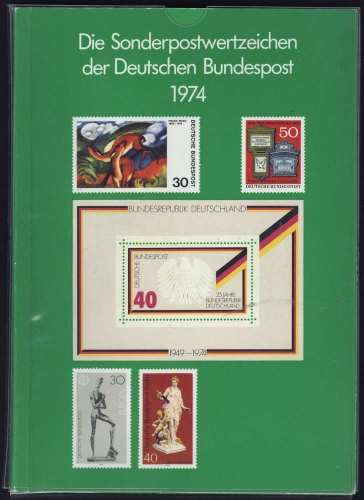 Die Sonderpostwertzeichen
der Deutschen Bundespost
1974
DEUTSCHE
BUNDESPOST
30
50
DEUTSCHE BUNDESPOST
BUNDESREPUBLIK DEUTSCHLAND
DEUTSCHE
BUNDESPOST
40
25 JAHRE
BUNDESREPUBLIK
DEUTSCHLAND
1949–1974
30
40